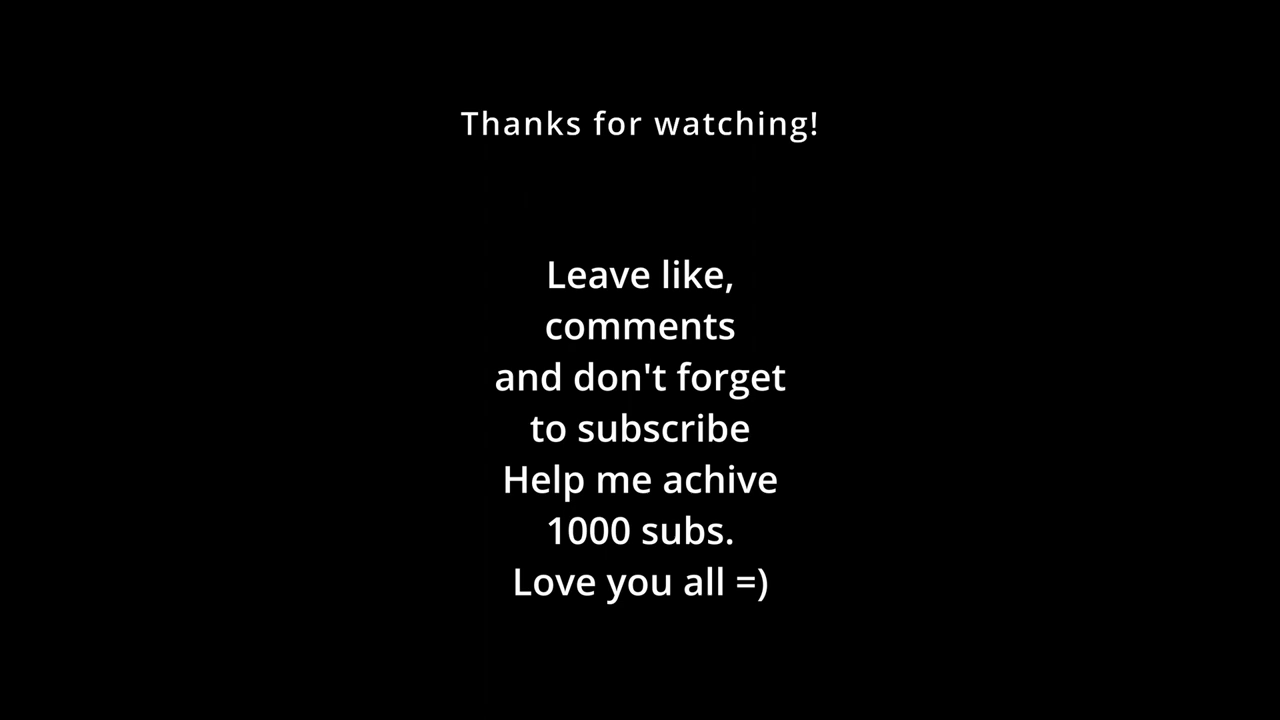 Thanks for watching!
Leave like,
comments
and don't forget
to subscribe
Help me achive
1000 subs.
Love you all =)